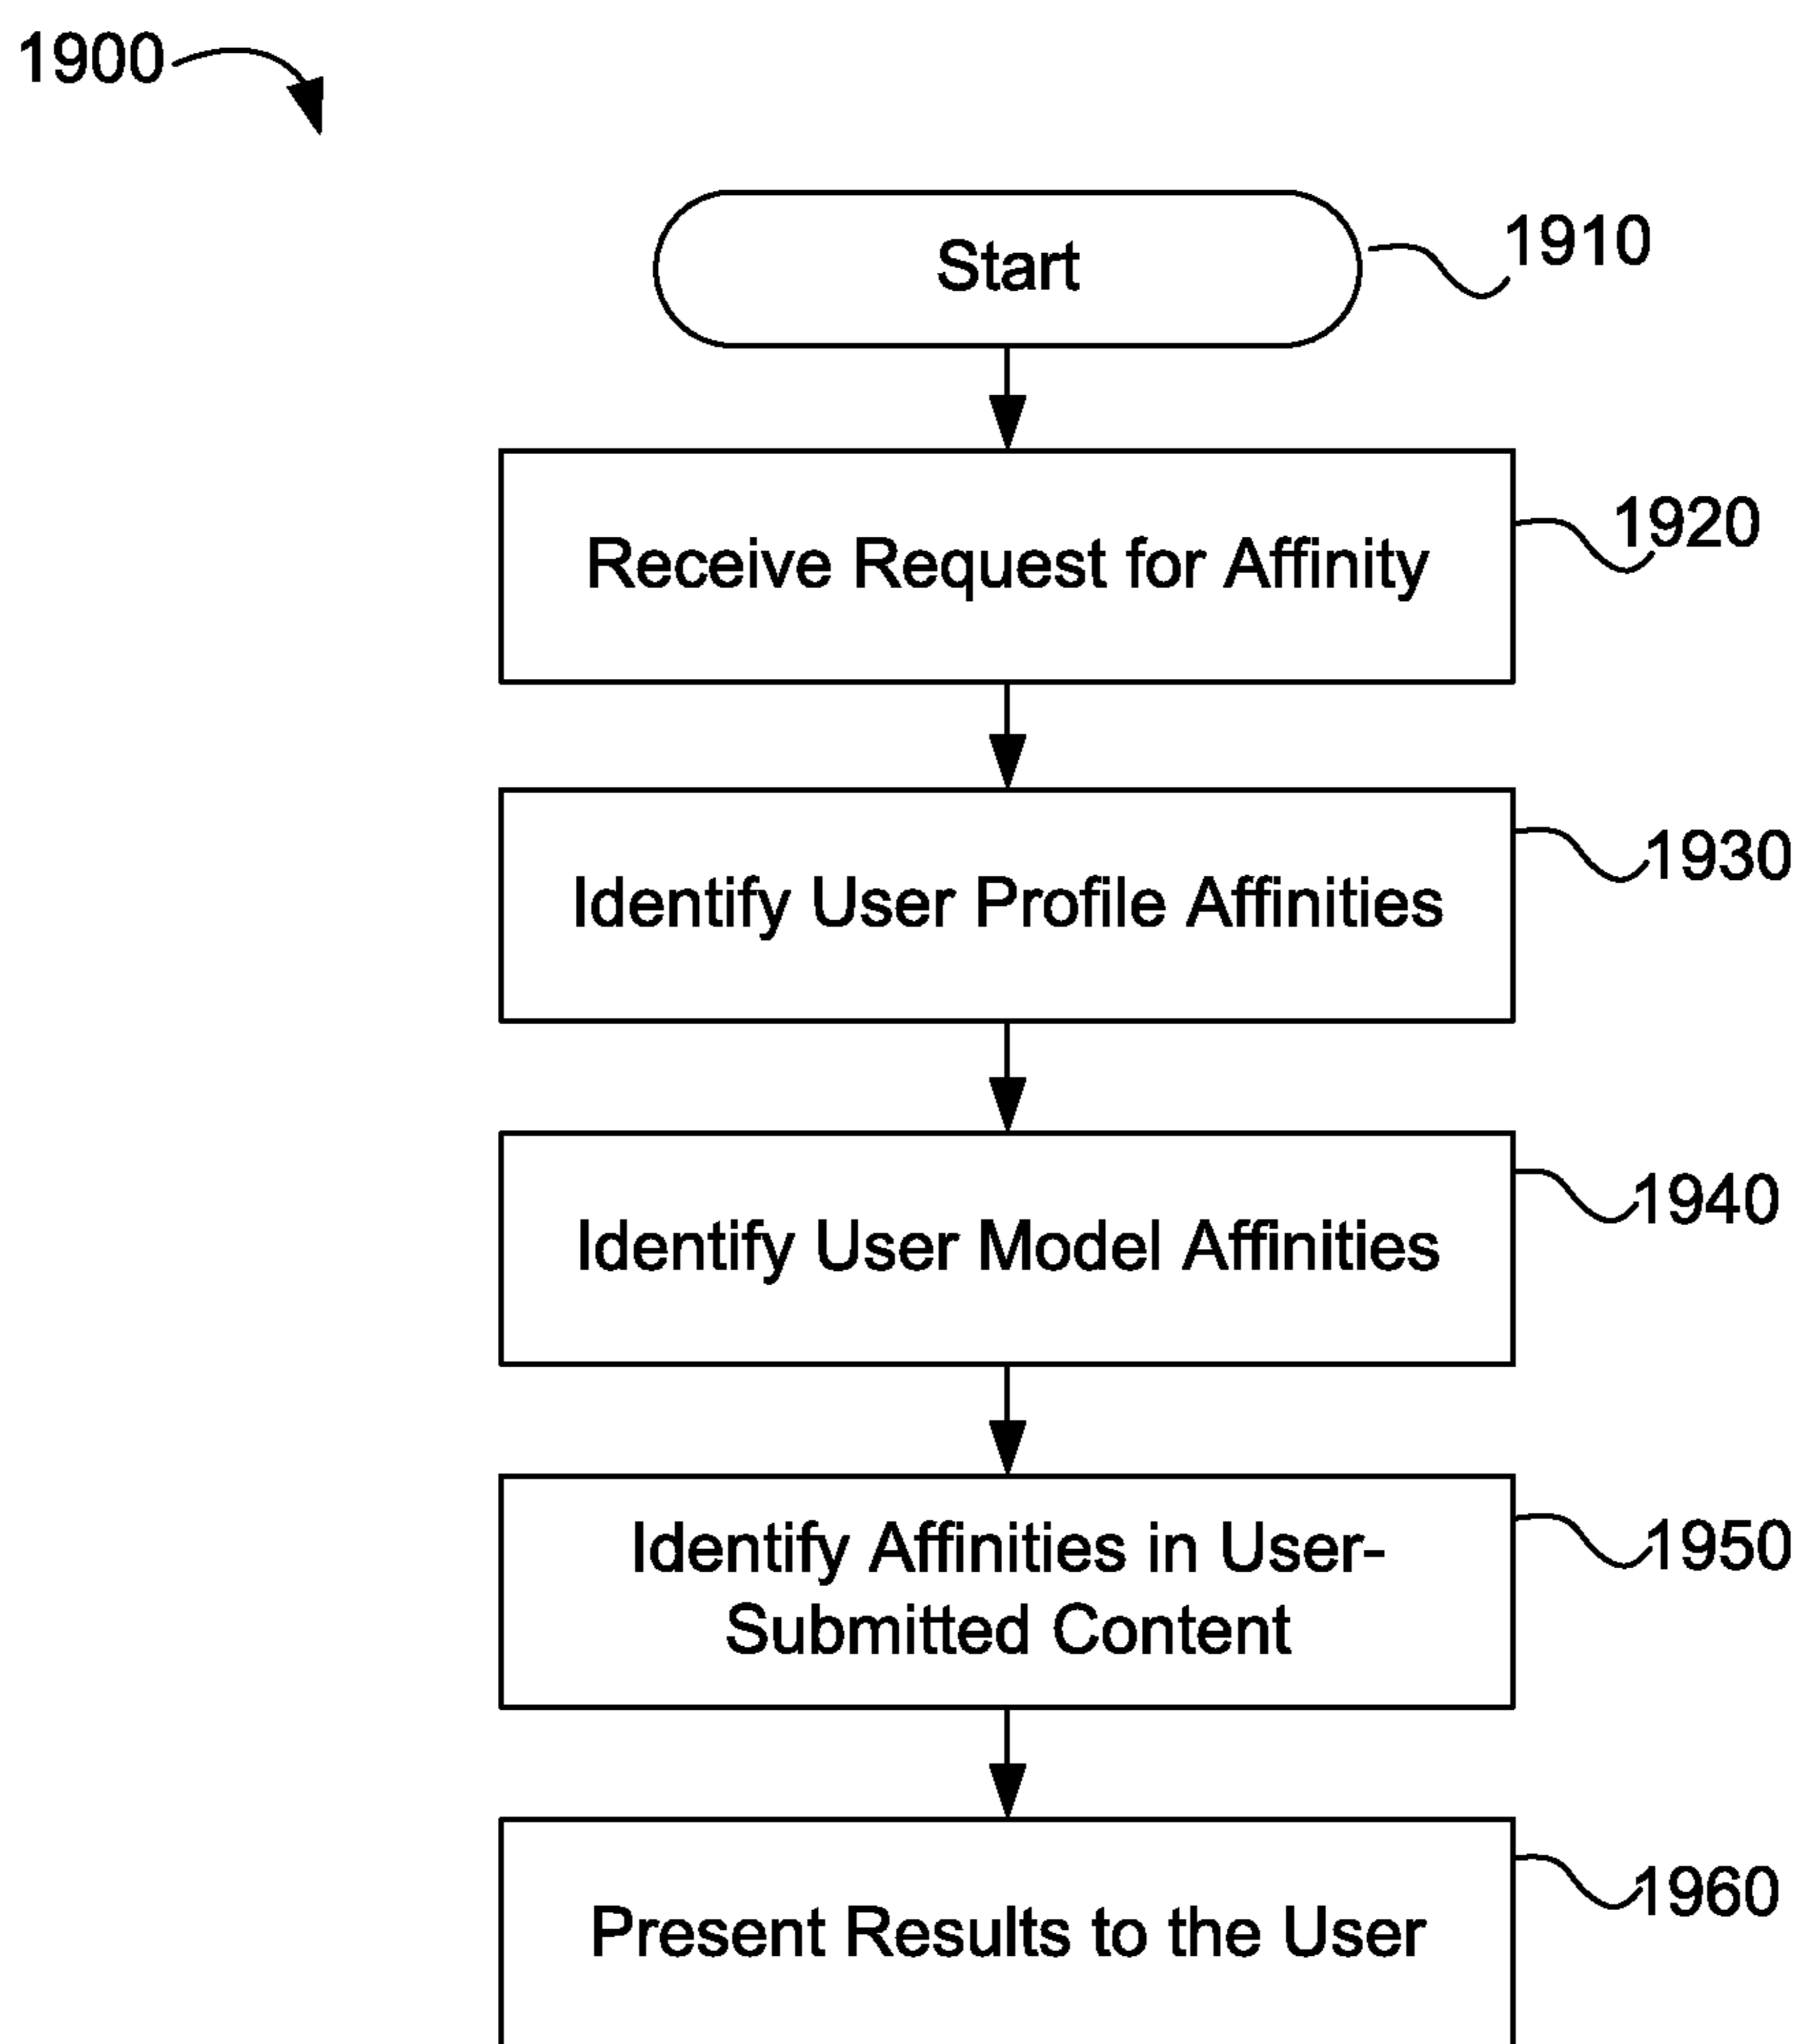 1900
Start
1910
Receive Request for Affinity
1920
Identify User Profile Affinities
1930
Identify User Model Affinities
1940
Identify Affinities in User-
Submitted Content
1950
Present Results to the User
1960